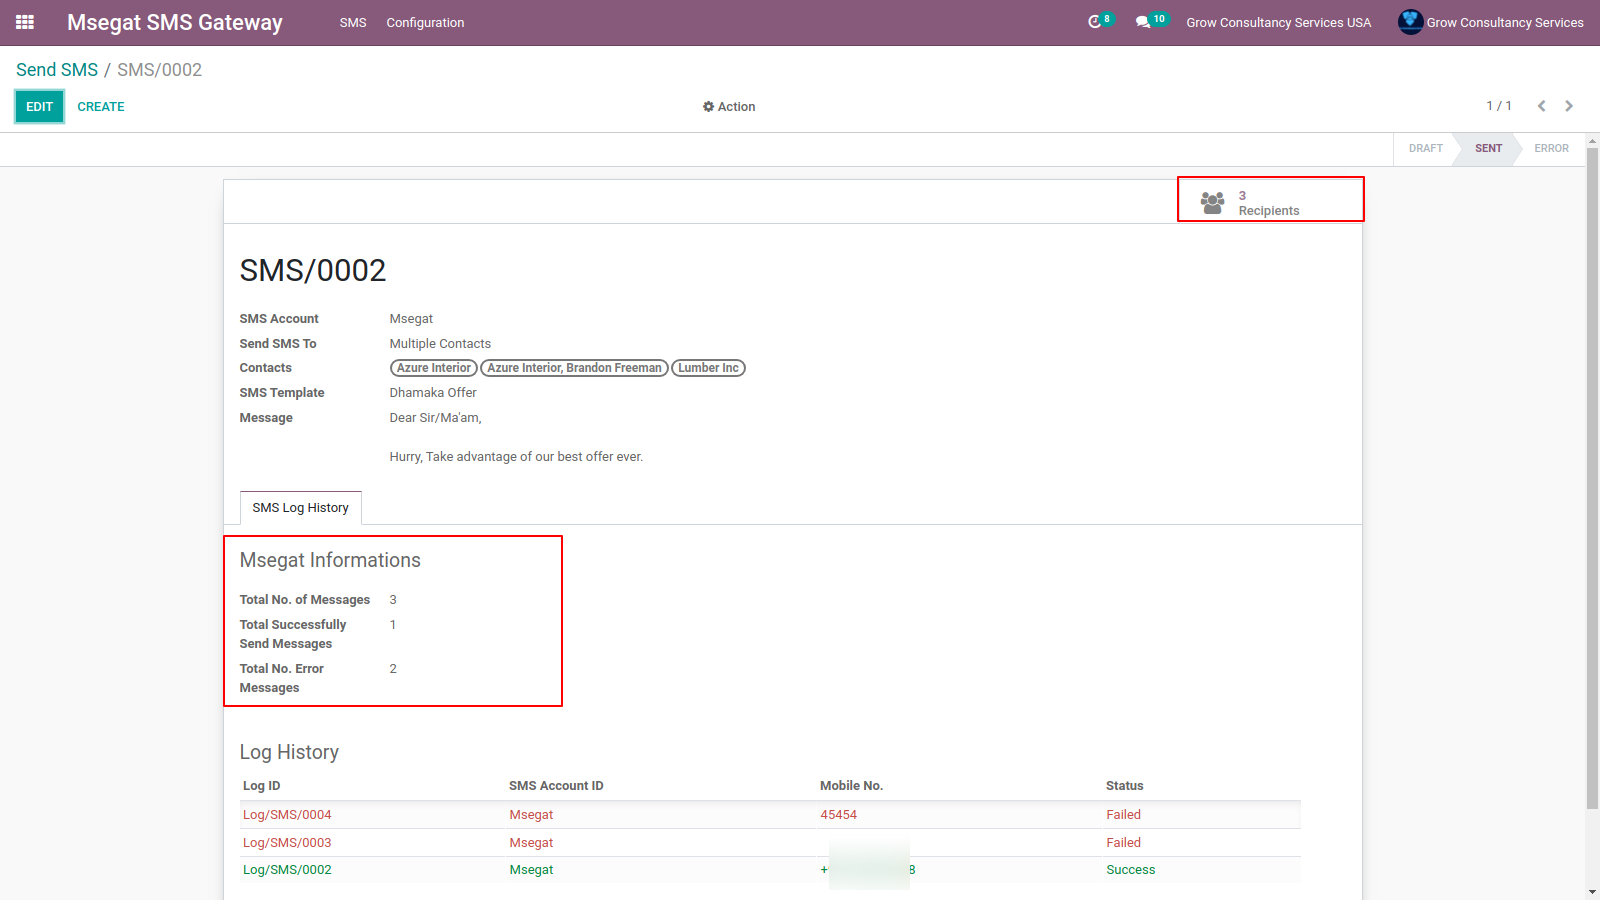 Msegat SMS Gateway SMS Configuration 8 10 Grow Consultancy Services USA Grow Consultancy Services
Send SMS / SMS/0002
EDIT CREATE Action 1 / 1
DRAFT SENT ERROR
3
Recipients
SMS/0002
SMS Account Msegat
Send SMS To Multiple Contacts
Contacts Azure Interior Azure Interior, Brandon Freeman Lumber Inc
SMS Template Dhamaka Offer
Message Dear Sir/Ma'am,
Hurry, Take advantage of our best offer ever.
SMS Log History
Msegat Informations
Total No. of Messages 3
Total Successfully 1
Send Messages
Total No. Error 2
Messages
Log History
Log ID SMS Account ID Mobile No. Status
Log/SMS/0004 Msegat 45454 Failed
Log/SMS/0003 Msegat Failed
Log/SMS/0002 Msegat + 8 Success